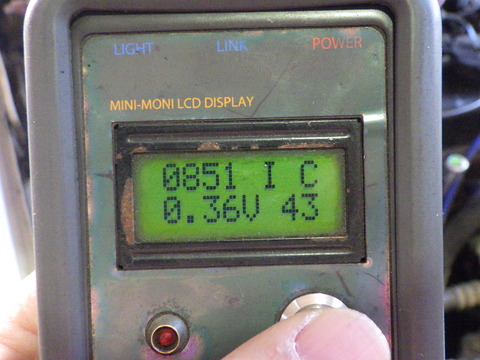 LIGHT LINK POWER
MINI-MONI LCD DISPLAY
0851 I C
0.36V 43